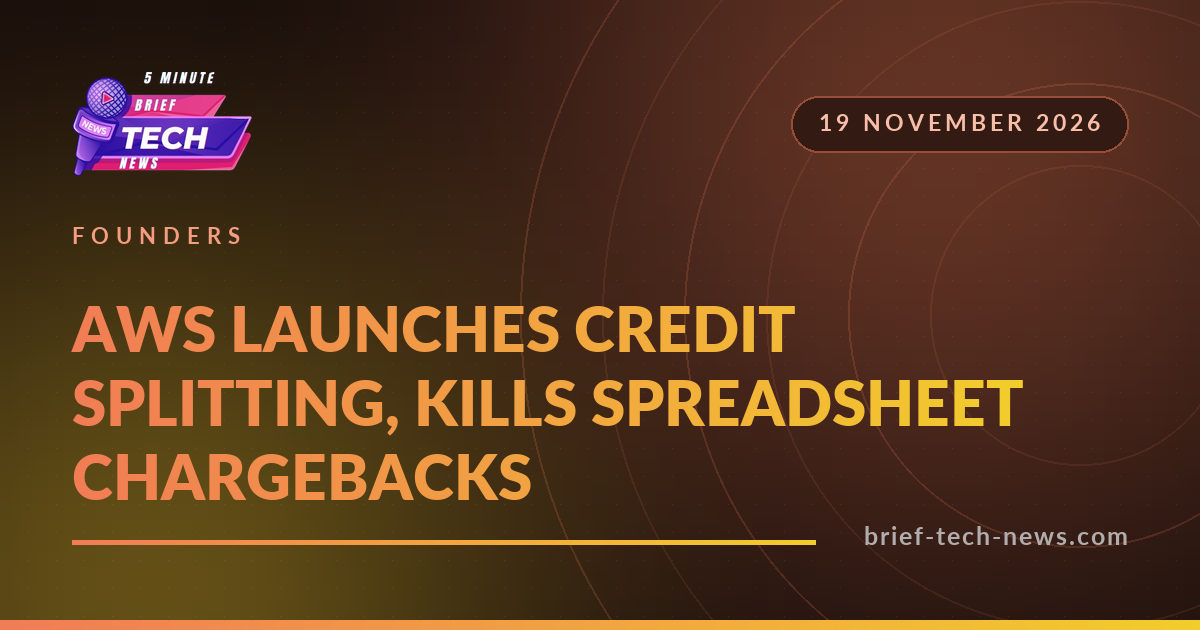 5 MINUTE
BRIEF
NEWS
TECH
NEWS
19 NOVEMBER 2026
FOUNDERS
AWS LAUNCHES CREDIT
SPLITTING, KILLS SPREADSHEET
CHARGEBACKS
brief-tech-news.com